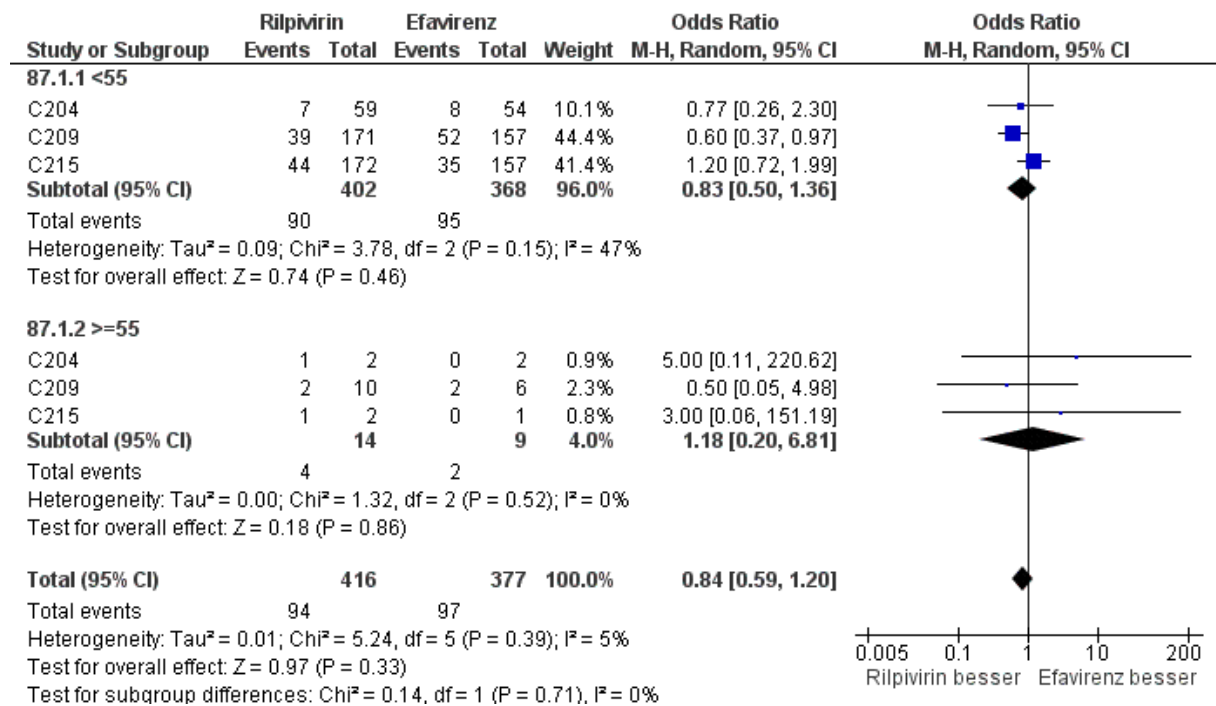 Rilpivirin Efavirenz Odds Ratio Odds Ratio
Study or Subgroup Events Total Events Total Weight M-H, Random, 95% CI M-H, Random, 95% CI
87.1.1 <55
C204 7 59 8 54 10.1% 0.77 [0.26, 2.30]
C209 39 171 52 157 44.4% 0.60 [0.37, 0.97]
C215 44 172 35 157 41.4% 1.20 [0.72, 1.99]
Subtotal (95% CI) 402 368 96.0% 0.83 [0.50, 1.36]
Total events 90 95
Heterogeneity: Tau² = 0.09; Chi² = 3.78, df = 2 (P = 0.15); I² = 47%
Test for overall effect: Z = 0.74 (P = 0.46)
87.1.2 >=55
C204 1 2 0 2 0.9% 5.00 [0.11, 220.62]
C209 2 10 2 6 2.3% 0.50 [0.05, 4.98]
C215 1 2 0 1 0.8% 3.00 [0.06, 151.19]
Subtotal (95% CI) 14 9 4.0% 1.18 [0.20, 6.81]
Total events 4 2
Heterogeneity: Tau² = 0.00; Chi² = 1.32, df = 2 (P = 0.52); I² = 0%
Test for overall effect: Z = 0.18 (P = 0.86)
Total (95% CI) 416 377 100.0% 0.84 [0.59, 1.20]
Total events 94 97
Heterogeneity: Tau² = 0.01; Chi² = 5.24, df = 5 (P = 0.39); I² = 5%
Test for overall effect: Z = 0.97 (P = 0.33)
Test for subgroup differences: Chi² = 0.14, df = 1 (P = 0.71), I² = 0%
0.005 0.1 1 10 200
Rilpivirin besser Efavirenz besser